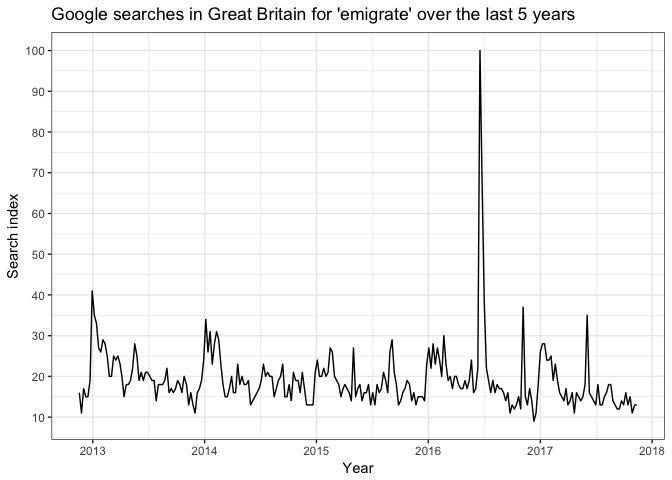 Google searches in Great Britain for 'emigrate' over the last 5 years
100
90
80
70
60
50
40
30
20
10
Search index
2013 2014 2015 2016 2017 2018
Year